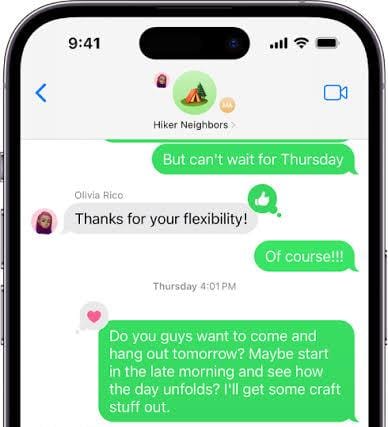 9:41
MA
Hiker Neighbors >
But can't wait for Thursday
Olivia Rico
Thanks for your flexibility!
Of course!!!
Thursday 4:01 PM
Do you guys want to come and
hang out tomorrow? Maybe start
in the late morning and see how
the day unfolds? I'll get some craft
stuff out.